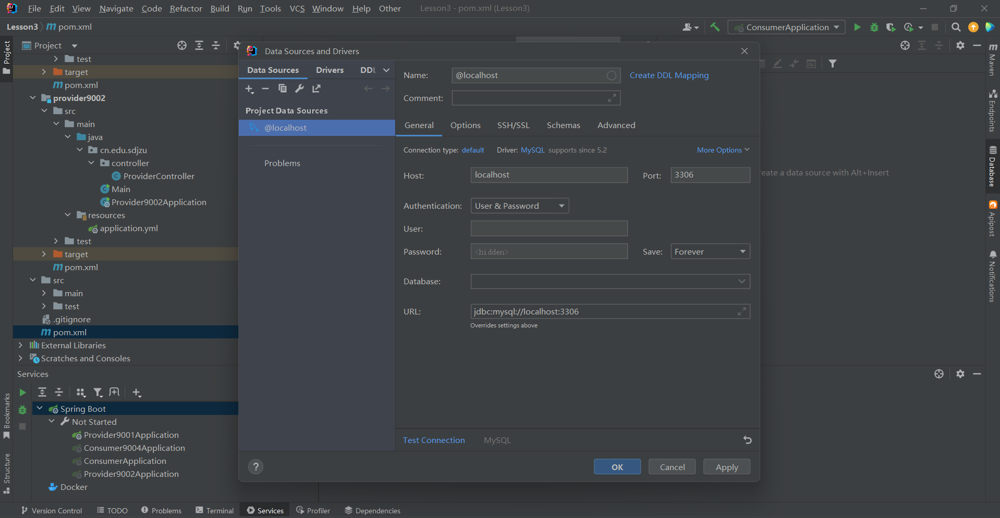 File Edit View Navigate Code Refactor Build Run Tools VCS Window Help Other Lesson3 - pom.xml (Lesson3)
Lesson3 pom.xml ConsumerApplication
Project
Project
test
target
pom.xml
provider9002
src
main
java
cn.edu.sdjzu
controller
ProviderController
Main
Provider9002Application
resources
application.yml
test
target
pom.xml
src
main
test
.gitignore
pom.xml
External Libraries
Scratches and Consoles
Services
Spring Boot
Not Started
Provider9001Application
Consumer9004Application
ConsumerApplication
Provider9002Application
Docker
Bookmarks
Structure
Data Sources and Drivers
Data Sources Drivers DDL
Project Data Sources
@localhost
Problems
Name: @localhost Create DDL Mapping
Comment:
General Options SSH/SSL Schemas Advanced
Connection type: default Driver: MySQL supports since 5.2 More Options
Host: localhost Port: 3306
Authentication: User & Password
User:
Password: <hidden> Save: Forever
Database:
URL: jdbc:mysql://localhost:3306
Overrides settings above
Test Connection MySQL
? OK Cancel Apply
a data source with Alt+Insert
Maven
Endpoints
Database
Apipost
Notifications
Version Control TODO Problems Terminal Services Profiler Dependencies